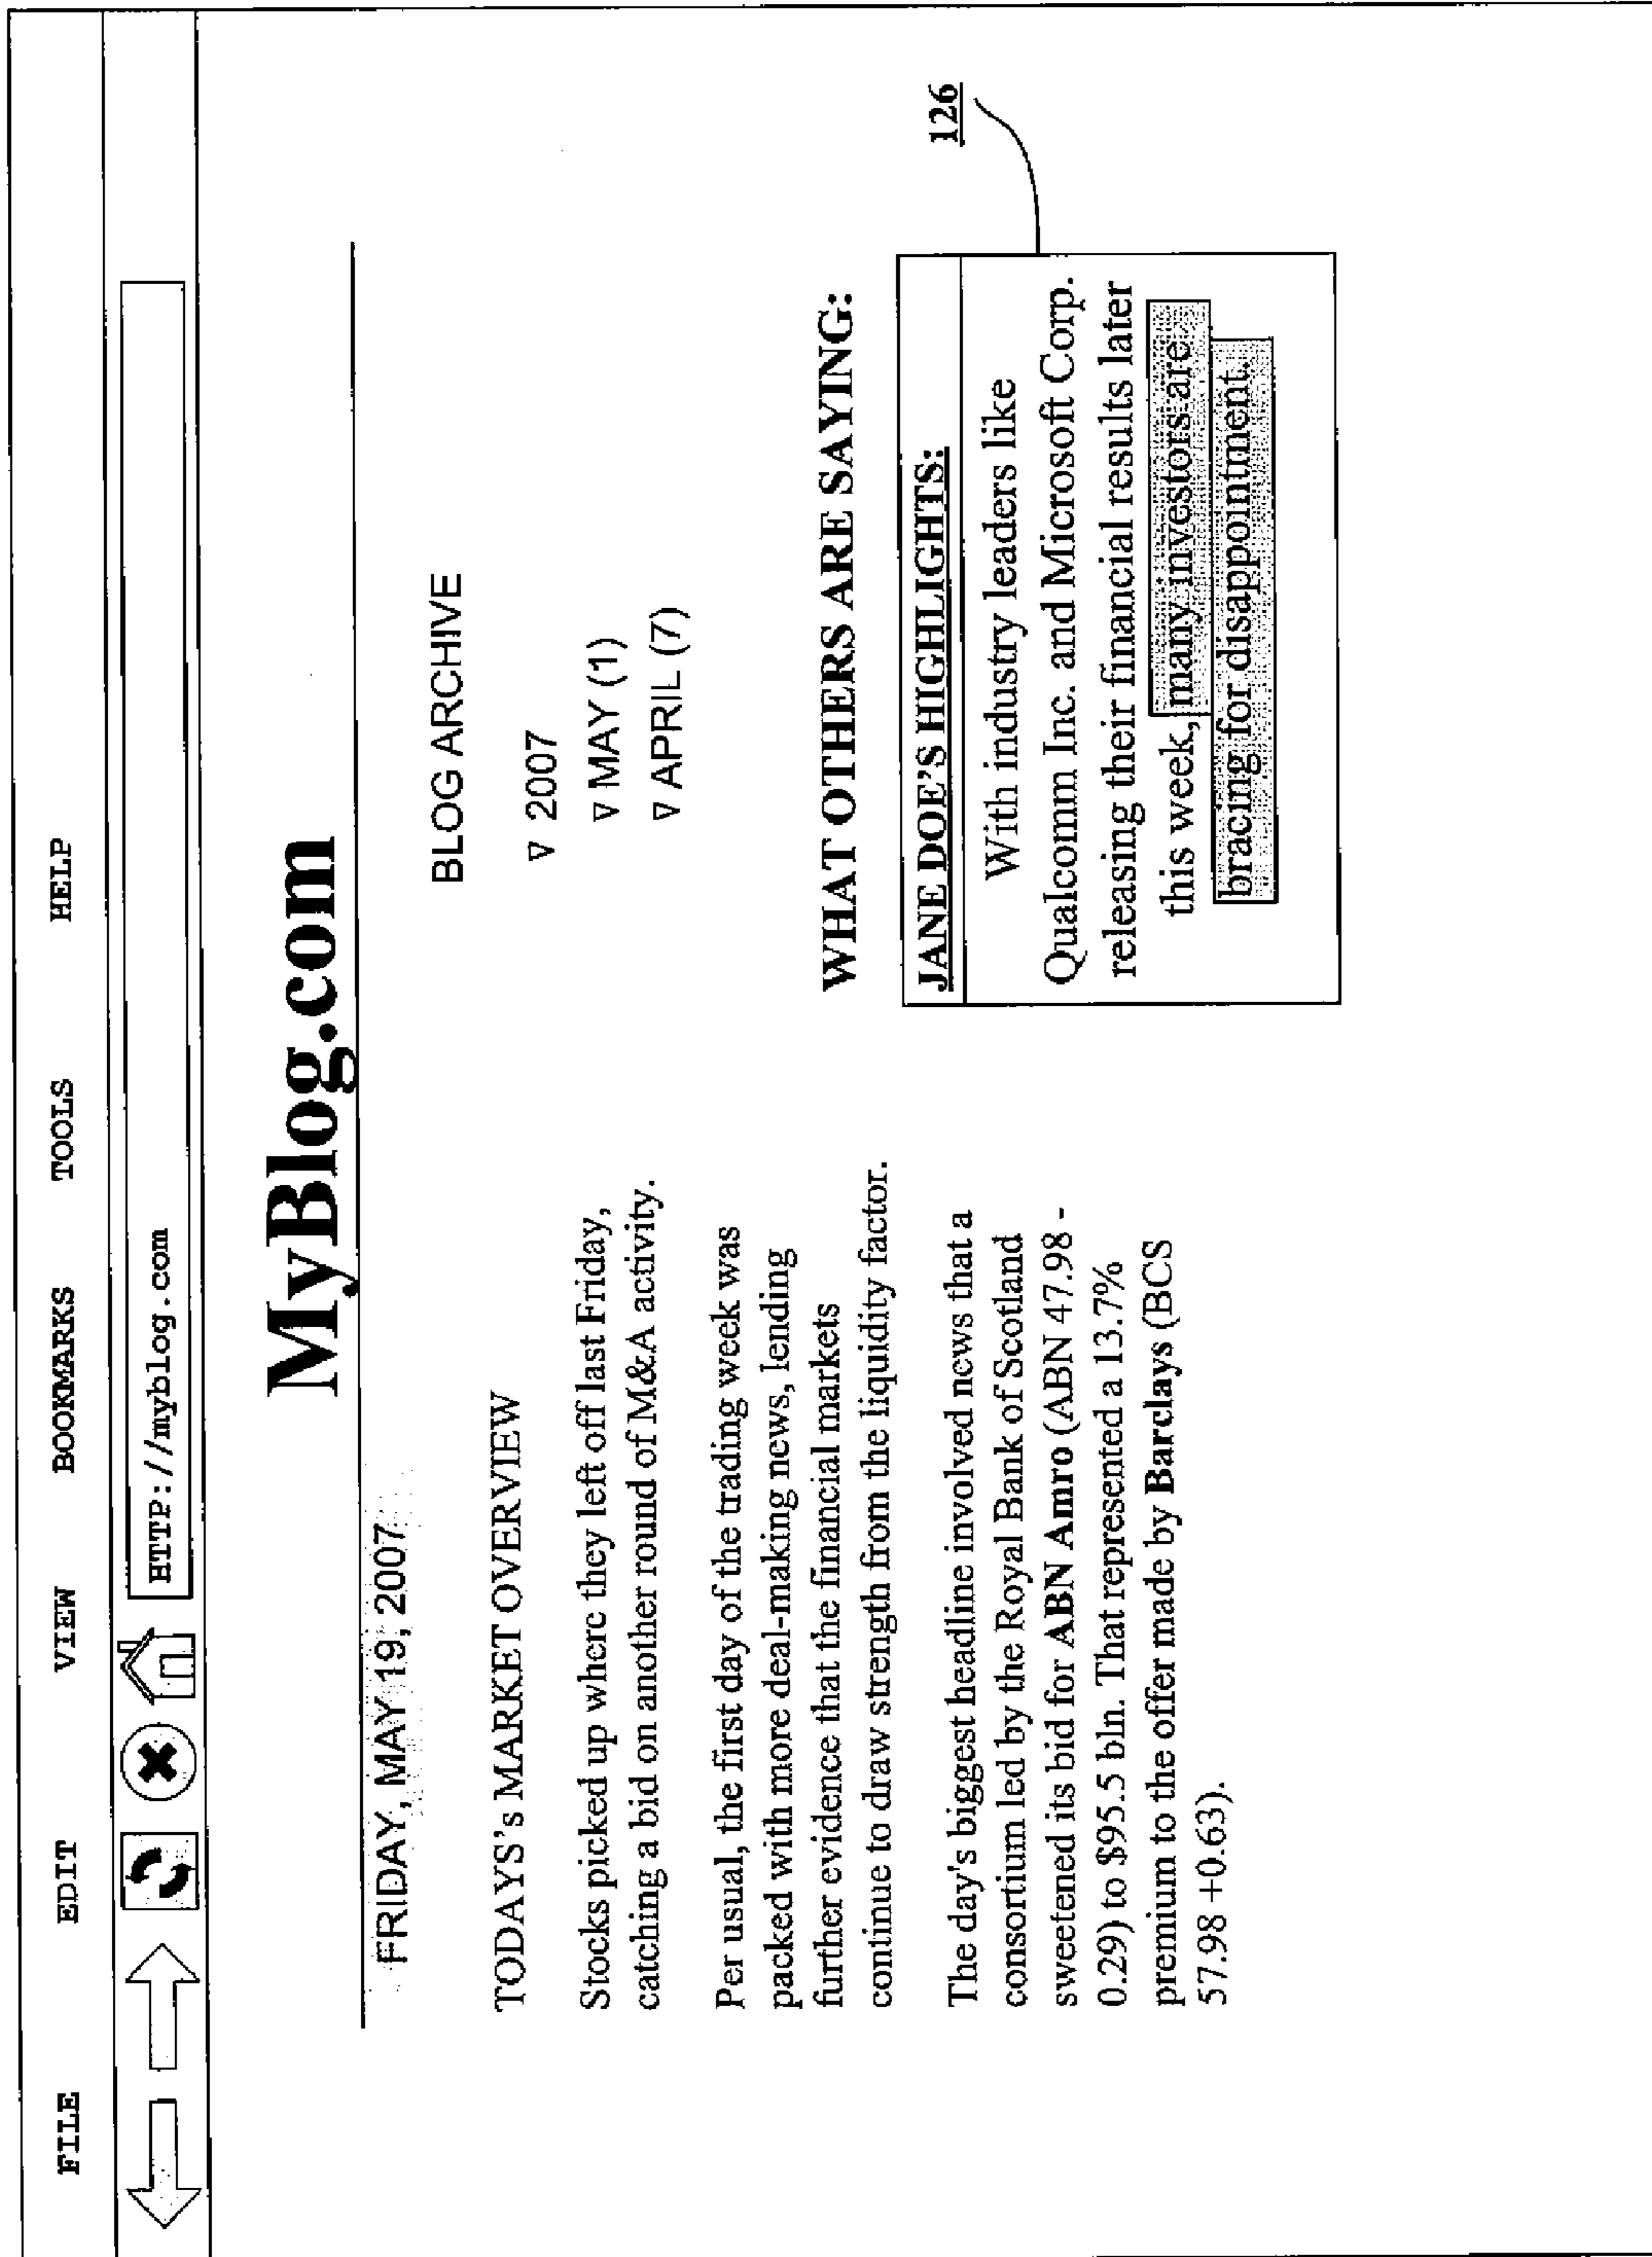 FILE EDIT VIEW BOOKMARKS TOOLS HELP
HTTP://myblog.com
MyBlog.com
FRIDAY, MAY 19, 2007
TODAYS's MARKET OVERVIEW
Stocks picked up where they left off last Friday,
catching a bid on another round of M&A activity.
Per usual, the first day of the trading week was
packed with more deal-making news, lending
further evidence that the financial markets
continue to draw strength from the liquidity factor.
The day's biggest headline involved news that a
consortium led by the Royal Bank of Scotland
sweetened its bid for ABN Amro (ABN 47.98 -
0.29) to $95.5 bln. That represented a 13.7%
premium to the offer made by Barclays (BCS
57.98 +0.63).
BLOG ARCHIVE
∇ 2007
∇ MAY (1)
∇ APRIL (7)
WHAT OTHERS ARE SAYING:
JANE DOE'S HIGHLIGHTS:
With industry leaders like
Qualcomm Inc. and Microsoft Corp.
releasing their financial results later
this week, many investors are
bracing for disappointment.
126